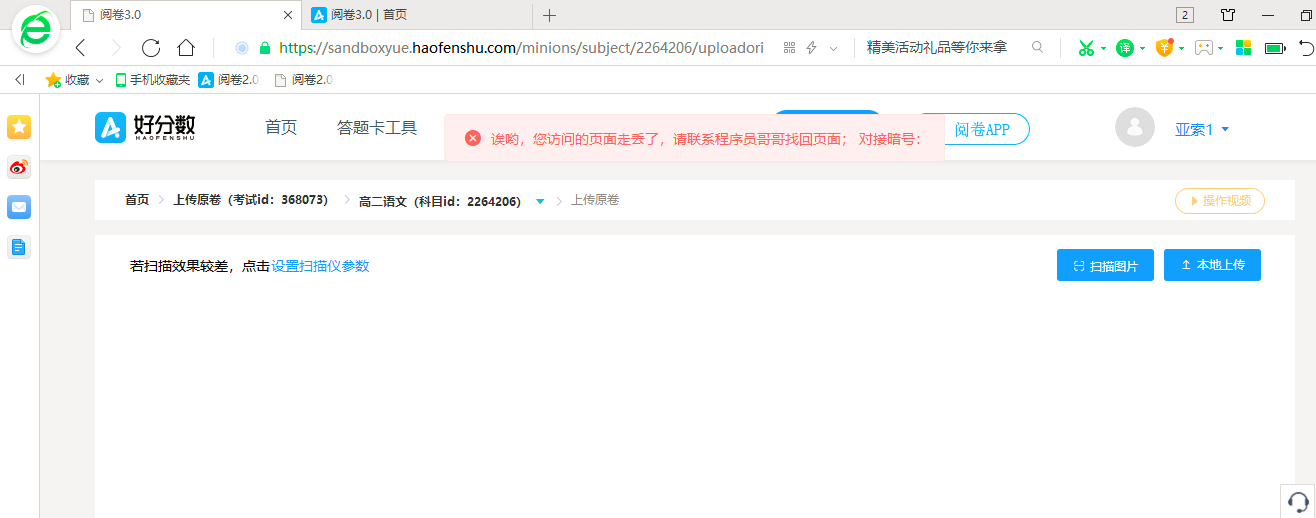 阅卷3.0
阅卷3.0 | 首页
2
https://sandboxyue.haofenshu.com/minions/subject/2264206/uploadori
精美活动礼品等你来拿
译
收藏
手机收藏夹
阅卷2.0
阅卷2.0
好分数
HAOFENSHU
首页
答题卡工具
诶哟，您访问的页面走丢了，请联系程序员哥哥找回页面； 对接暗号：
阅卷APP
亚索1
首页
上传原卷（考试id：368073）
高二语文（科目id：2264206）
上传原卷
操作视频
若扫描效果较差，点击设置扫描仪参数
扫描图片
本地上传